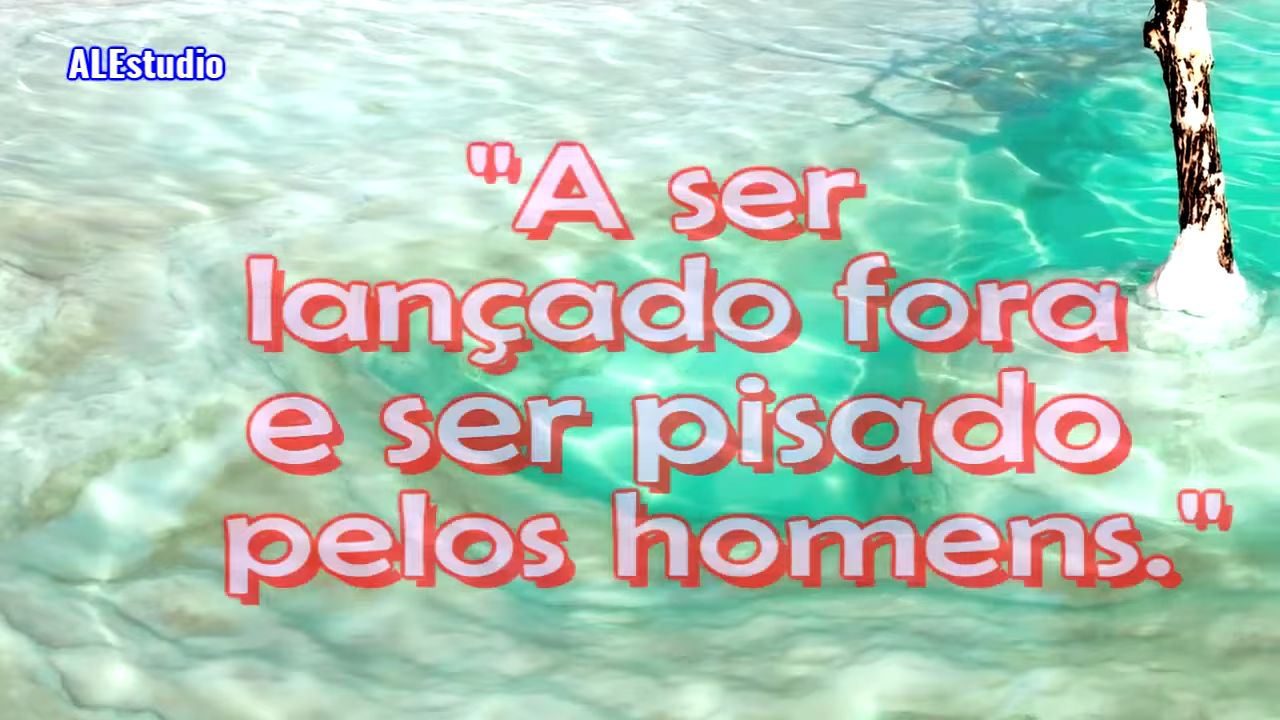 ALEstudio
"A ser
lançado fora
e ser pisado
pelos homens."